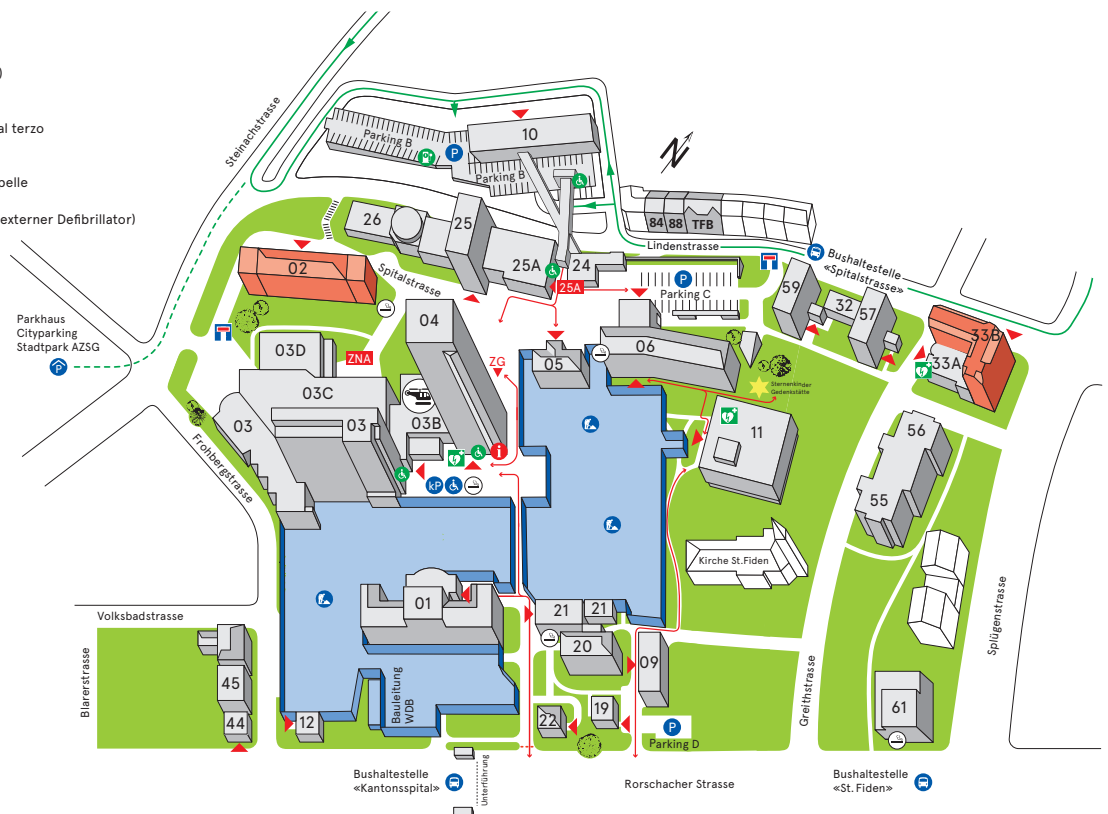 )
al terzo
pelle
externer Defibrillator)
Steinachstrasse
Parking B
P
10
Parking B
N
84 88 TFB
Lindenstrasse
Bushaltestelle
«Spitalstrasse»
26
25
25A
24
25A
P
Parking C
02
Spitalstrasse
59
32
57
33B
33A
Parkhaus
Cityparking
Stadtpark AZSG
P
04
06
05
03D
ZNA
ZG
Sternenkinder
Gedenkstätte
03C
03
03
03B
i
kP
11
56
55
Frohbergstrasse
Kirche St.Fiden
01
21
21
20
09
Volksbadstrasse
Blarerstrasse
45
44
12
Bauleitung
WDB
22
19
P
Parking D
Greithstrasse
Splügenstrasse
61
Bushaltestelle
«Kantonsspital»
Unterführung
Rorschacher Strasse
Bushaltestelle
«St. Fiden»